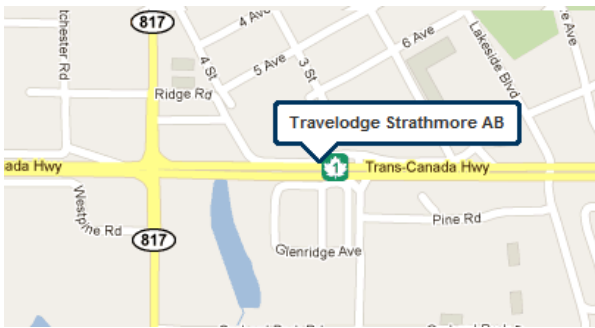 817
4 Ave
tchester Rd
e Ave
6 Ave
Lakeside Blvd
4 St
5 Ave
3 St
Ridge Rd
Travelodge Strathmore AB
ada Hwy
1
Trans-Canada Hwy
Westpine Rd
Pine Rd
817
Glenridge Ave